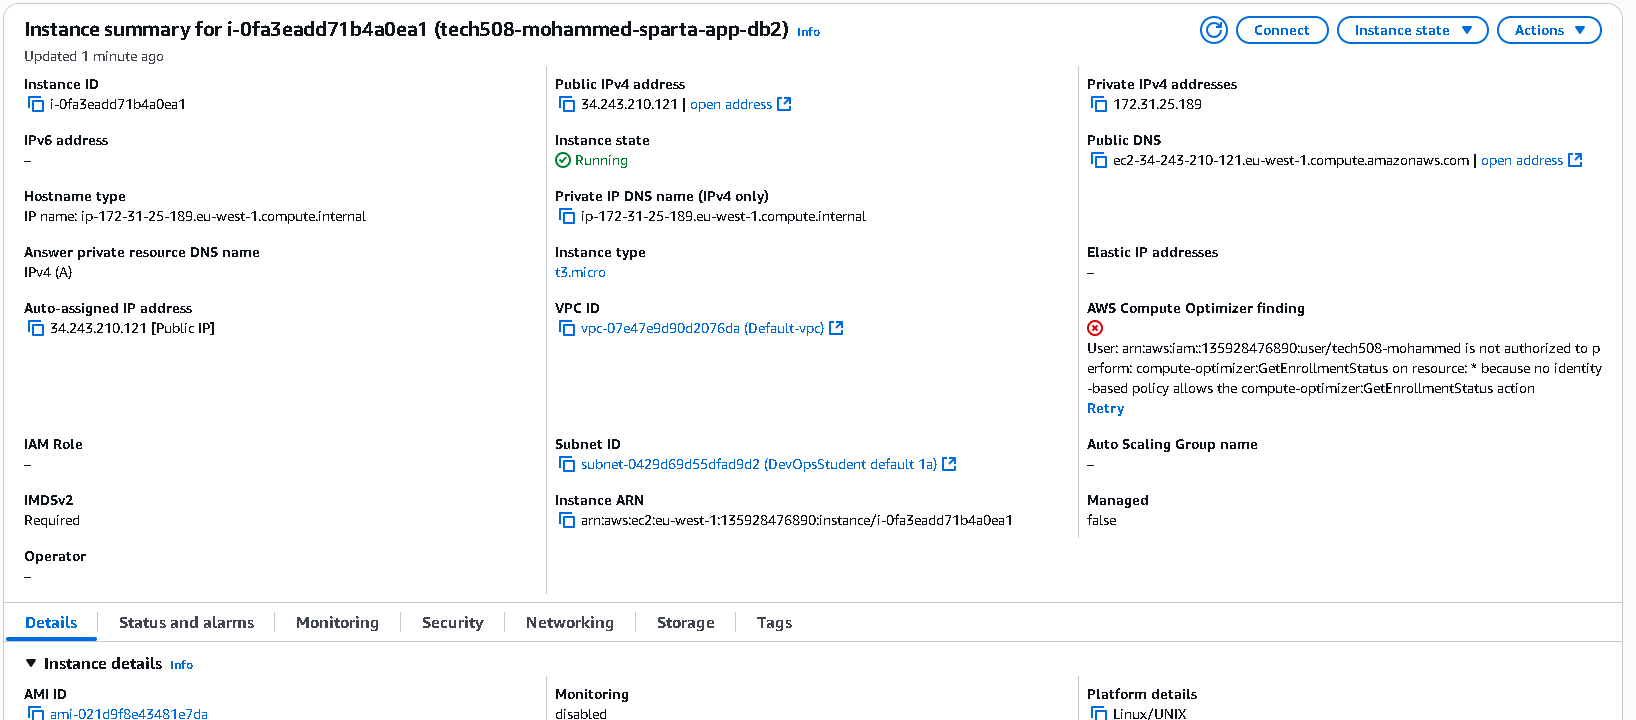 Instance summary for i-0fa3eadd71b4a0ea1 (tech508-mohammed-sparta-app-db2) Info
Connect
Instance state
Actions
Updated 1 minute ago
Instance ID
i-0fa3eadd71b4a0ea1
Public IPv4 address
34.243.210.121 | open address
Private IPv4 addresses
172.31.25.189
IPv6 address
–
Instance state
Running
Public DNS
ec2-34-243-210-121.eu-west-1.compute.amazonaws.com | open address
Hostname type
IP name: ip-172-31-25-189.eu-west-1.compute.internal
Private IP DNS name (IPv4 only)
ip-172-31-25-189.eu-west-1.compute.internal
Answer private resource DNS name
IPv4 (A)
Instance type
t3.micro
Elastic IP addresses
–
Auto-assigned IP address
34.243.210.121 [Public IP]
VPC ID
vpc-07e47e9d90d2076da (Default-vpc)
AWS Compute Optimizer finding
User: arn:aws:iam::135928476890:user/tech508-mohammed is not authorized to p
erform: compute-optimizer:GetEnrollmentStatus on resource: * because no identity
-based policy allows the compute-optimizer:GetEnrollmentStatus action
Retry
IAM Role
–
Subnet ID
subnet-0429d69d55dfad9d2 (DevOpsStudent default 1a)
Auto Scaling Group name
–
IMDSv2
Required
Instance ARN
arn:aws:ec2:eu-west-1:135928476890:instance/i-0fa3eadd71b4a0ea1
Managed
false
Operator
–
Details
Status and alarms
Monitoring
Security
Networking
Storage
Tags
Instance details Info
AMI ID
ami-021d9f8e43481e7da
Monitoring
disabled
Platform details
Linux/UNIX